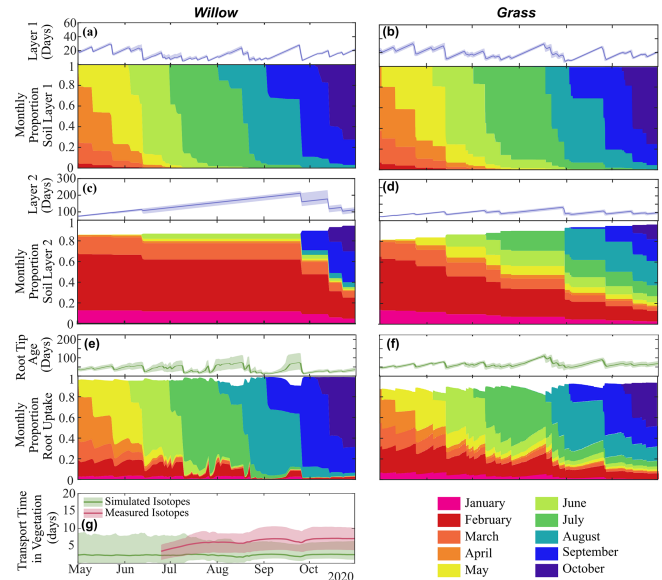 Willow
Grass
Layer 1
(Days)
60
40
20
0
(a)
(b)
Monthly
Proportion
Soil Layer 1
1
0.8
0.6
0.4
0.2
0
Layer 2
(Days)
300
200
100
(c)
(d)
Monthly
Proportion
Soil Layer 2
0.8
0.6
0.4
0.2
0
Root Tip
Age
(Days)
200
100
0
(e)
(f)
Monthly
Proportion
Root Uptake
1
0.8
0.6
0.4
0.2
0
Transport Time
in Vegetation
(days)
20
15
10
5
0
Simulated Isotopes
Measured Isotopes
(g)
May Jun Jul Aug Sep Oct
2020
January
February
March
April
May
June
July
August
September
October